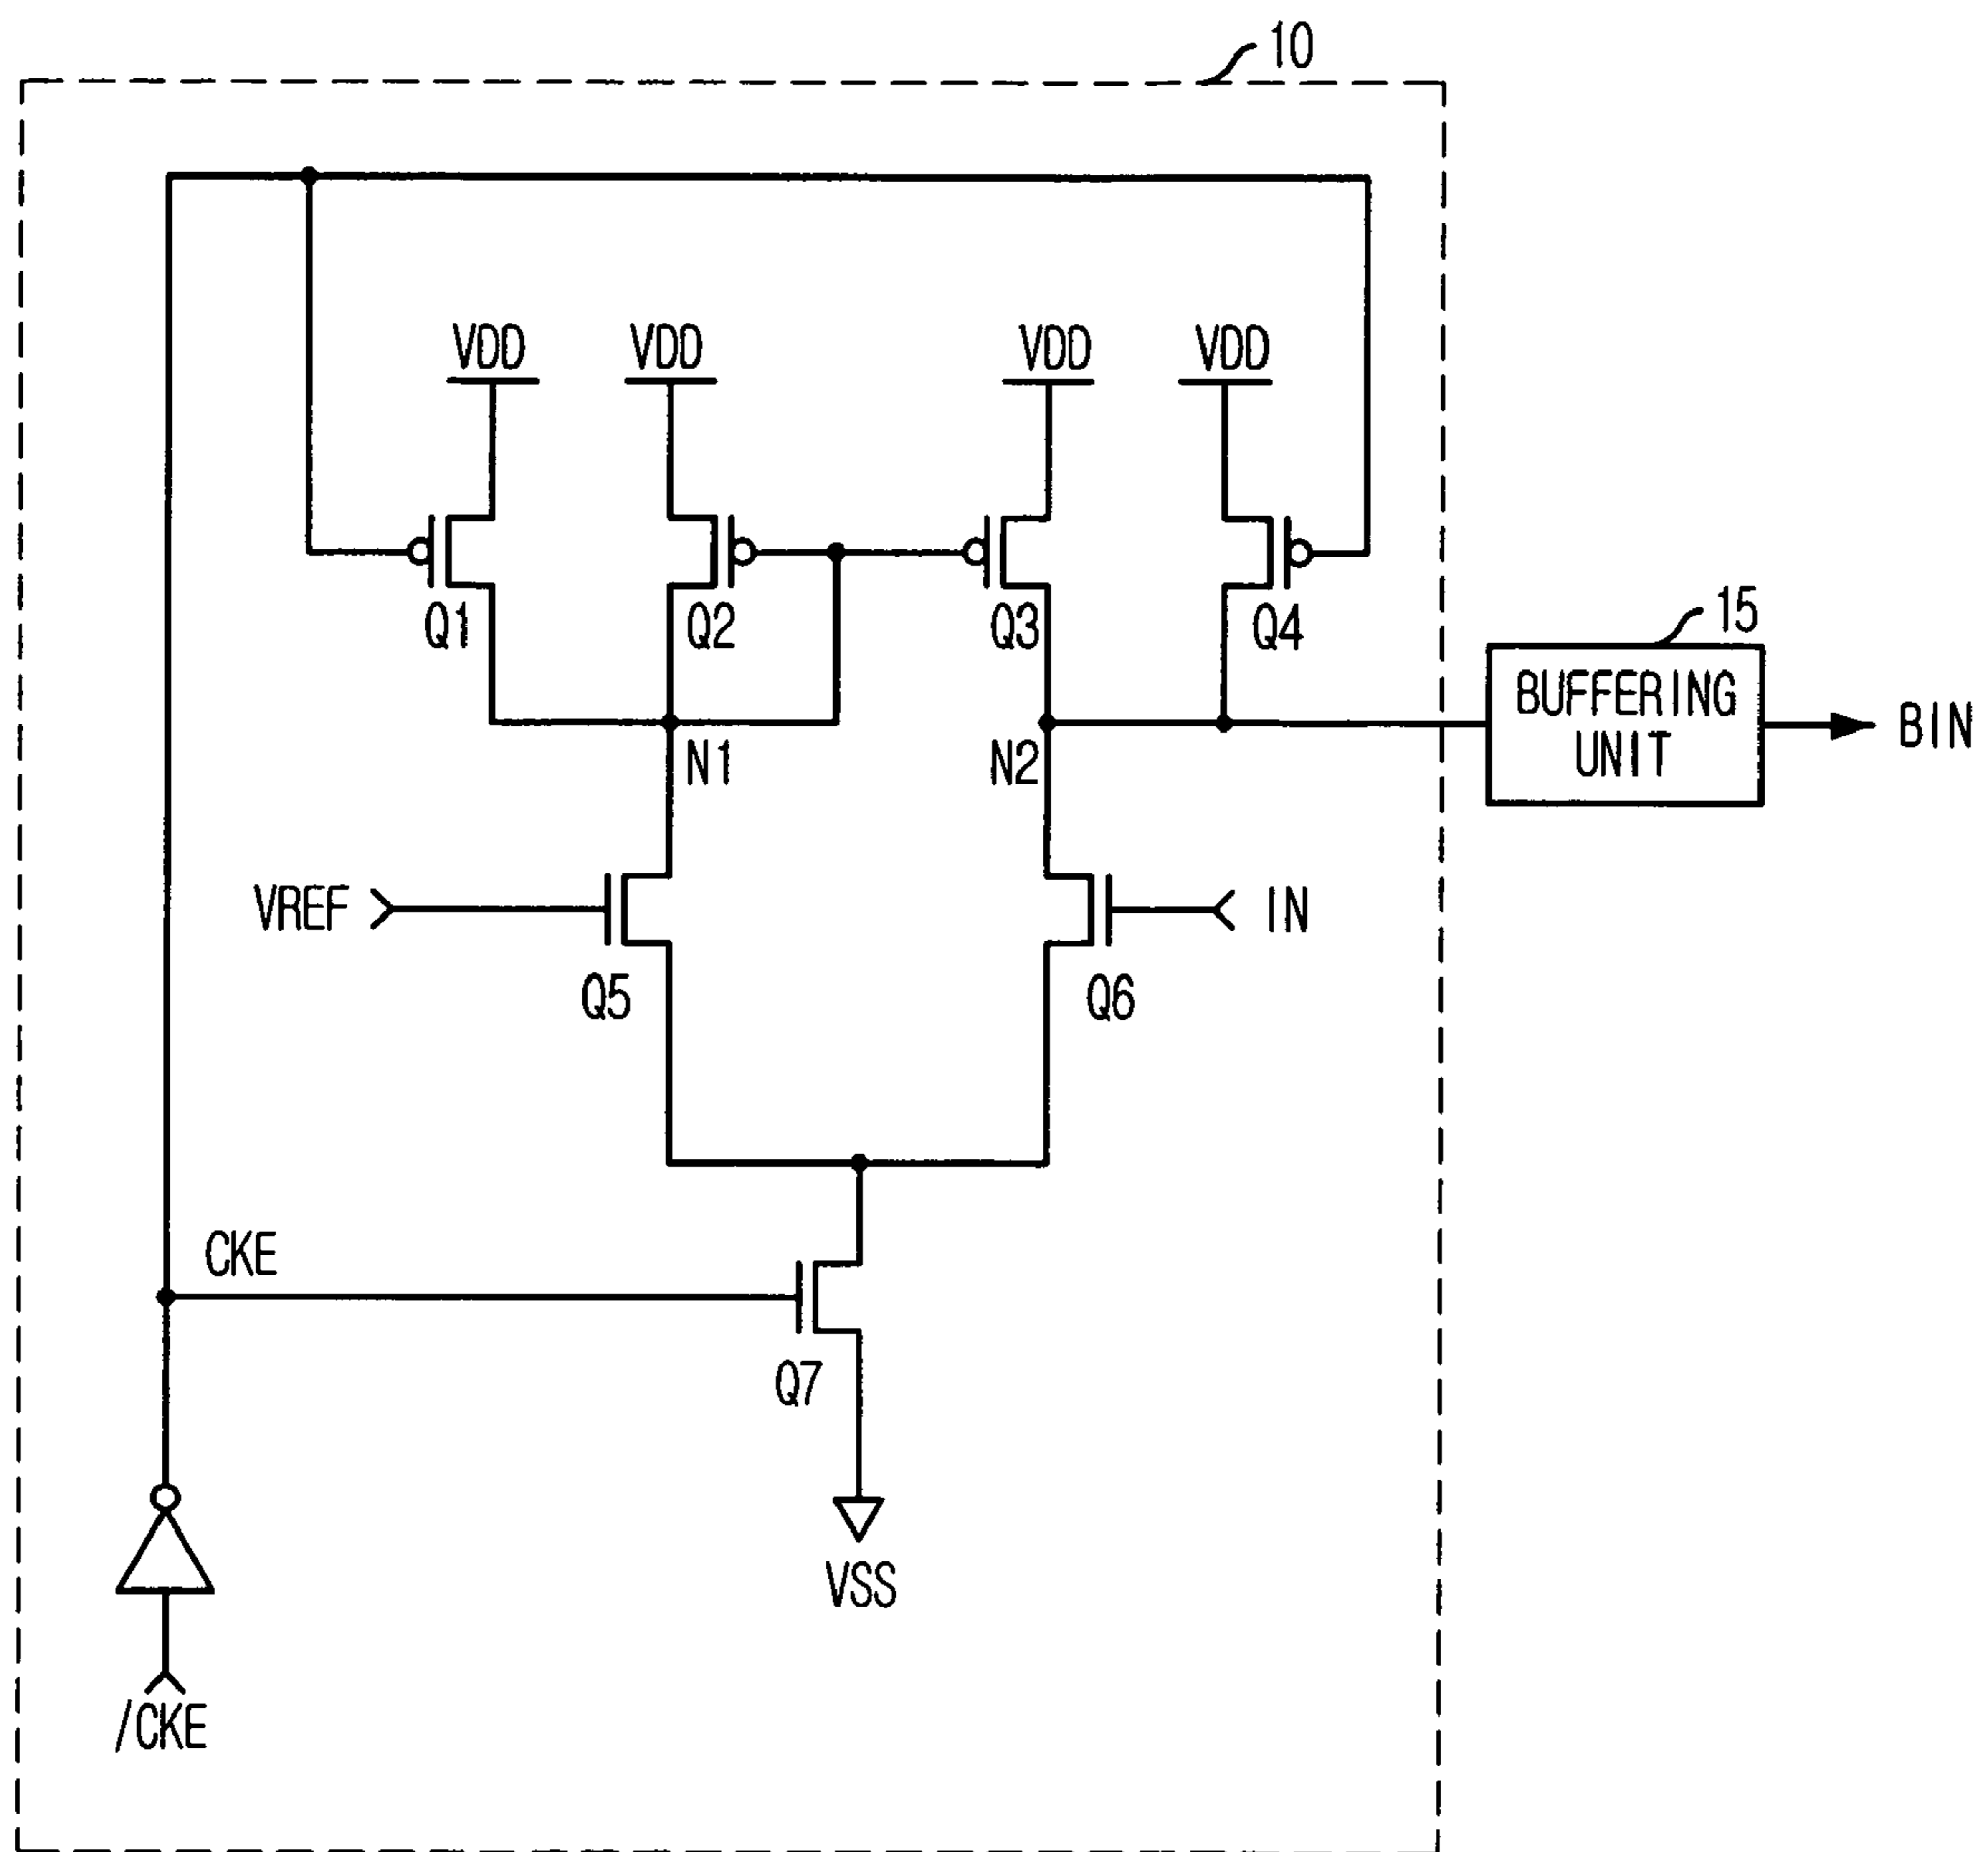 10
VDD
VDD
VDD
VDD
Q1
Q2
Q3
Q4
15
BUFFERING
UNIT
BIN
N1
N2
VREF
IN
Q5
Q6
CKE
Q7
VSS
/CKE